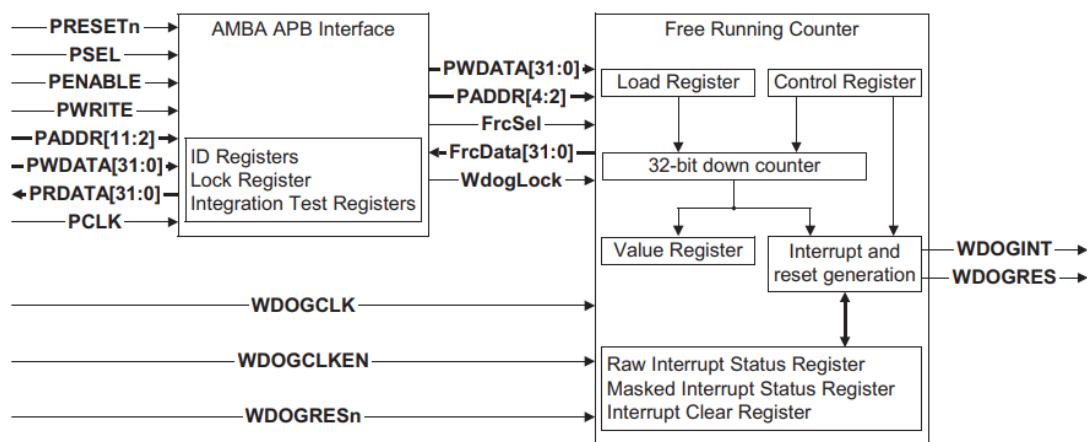 PRESETn
PSEL
PENABLE
PWRITE
PADDR[11:2]
PWDATA[31:0]
PRDATA[31:0]
PCLK
AMBA APB Interface
ID Registers
Lock Register
Integration Test Registers
PWDATA[31:0]
PADDR[4:2]
FrcSel
FrcData[31:0]
WdogLock
Free Running Counter
Load Register
Control Register
32-bit down counter
Value Register
Interrupt and
reset generation
WDOGINT
WDOGRES
WDOGCLK
WDOGCLKEN
WDOGRESn
Raw Interrupt Status Register
Masked Interrupt Status Register
Interrupt Clear Register